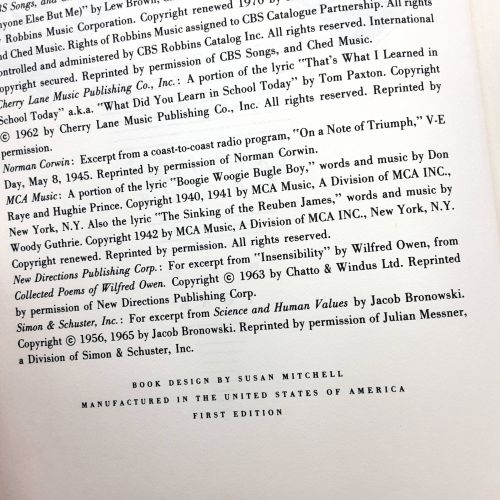 BS Songs, and
yone Else But Me)" by Lew Brown,
Robbins Music Corporation. Copyright renewed 1970 by
nd Ched Music. Rights of Robbins Music assigned to CBS Catalogue Partnership. All rights
ontrolled and administered by CBS Robbins Catalog Inc. All rights reserved. International
opyright secured. Reprinted by permission of CBS Songs, and Ched Music.
Cherry Lane Music Publishing Co., Inc.: A portion of the lyric "That's What I Learned in
School Today" a.k.a. "What Did You Learn in School Today" by Tom Paxton. Copyright
© 1962 by Cherry Lane Music Publishing Co., Inc. All rights reserved. Reprinted by
permission.
Norman Corwin: Excerpt from a coast-to-coast radio program, "On a Note of Triumph," V-E
Day, May 8, 1945. Reprinted by permission of Norman Corwin.
MCA Music: A portion of the lyric "Boogie Woogie Bugle Boy," words and music by Don
Raye and Hughie Prince. Copyright 1940, 1941 by MCA Music, A Division of MCA INC.,
New York, N.Y. Also the lyric "The Sinking of the Reuben James," words and music by
Woody Guthrie. Copyright 1942 by MCA Music, A Division of MCA INC., New York, N.Y.
Copyright renewed. Reprinted by permission. All rights reserved.
New Directions Publishing Corp.: For excerpt from "Insensibility" by Wilfred Owen, from
Collected Poems of Wilfred Owen. Copyright © 1963 by Chatto & Windus Ltd. Reprinted
by permission of New Directions Publishing Corp.
Simon & Schuster, Inc.: For excerpt from Science and Human Values by Jacob Bronowski.
Copyright © 1956, 1965 by Jacob Bronowski. Reprinted by permission of Julian Messner,
a Division of Simon & Schuster, Inc.
BOOK DESIGN BY SUSAN MITCHELL
MANUFACTURED IN THE UNITED STATES OF AMERICA
FIRST EDITION